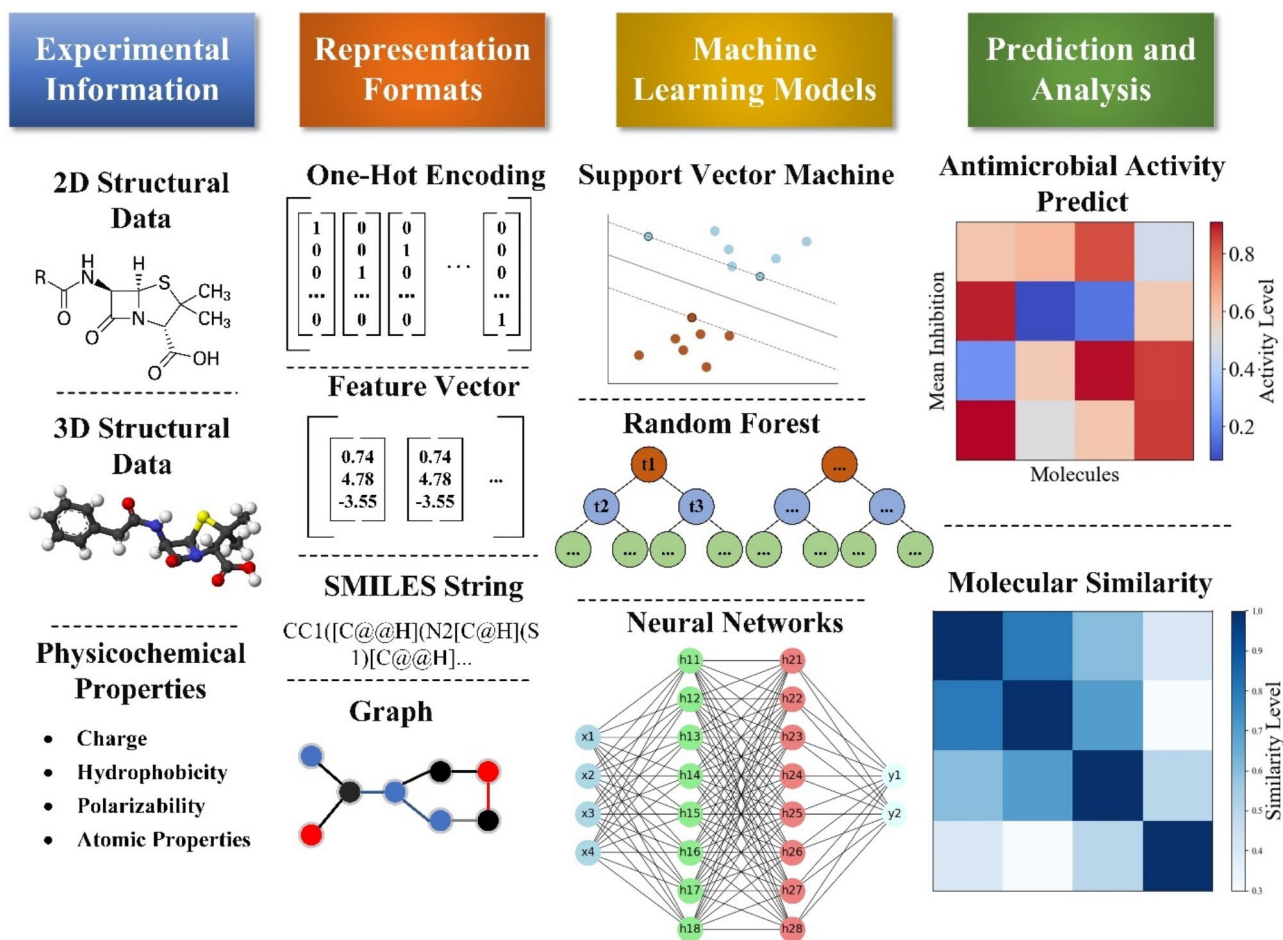 Experimental
Information
Representation
Formats
Machine
Learning Models
Prediction and
Analysis
2D Structural
Data
R
O
H
N
H
S
CH3
CH3
N
O
O
OH
3D Structural
Data
Physicochemical
Properties
• Charge
• Hydrophobicity
• Polarizability
• Atomic Properties
One-Hot Encoding
1 0 0 0
0 0 1 0
0 1 0 ... 0
... ... ... ...
0 0 0 1
Feature Vector
0.74 0.74
4.78 4.78 ...
-3.55 -3.55
SMILES String
CC1([C@@H](N2[C@H](S
1)[C@@H]...
Graph
Support Vector Machine
Random Forest
t1 ...
t2 t3 ... ...
... ... ... ... ... ... ... ...
Neural Networks
x1
x2
x3
x4
h11
h12
h13
h14
h15
h16
h17
h18
h21
h22
h23
h24
h25
h26
h27
h28
y1
y2
Antimicrobial Activity
Predict
Mean Inhibition
Molecules
0.8
0.6
0.4
0.2
Activity Level
Molecular Similarity
1.0
0.9
0.8
0.7
0.6
0.5
0.4
0.3
Similarity Level